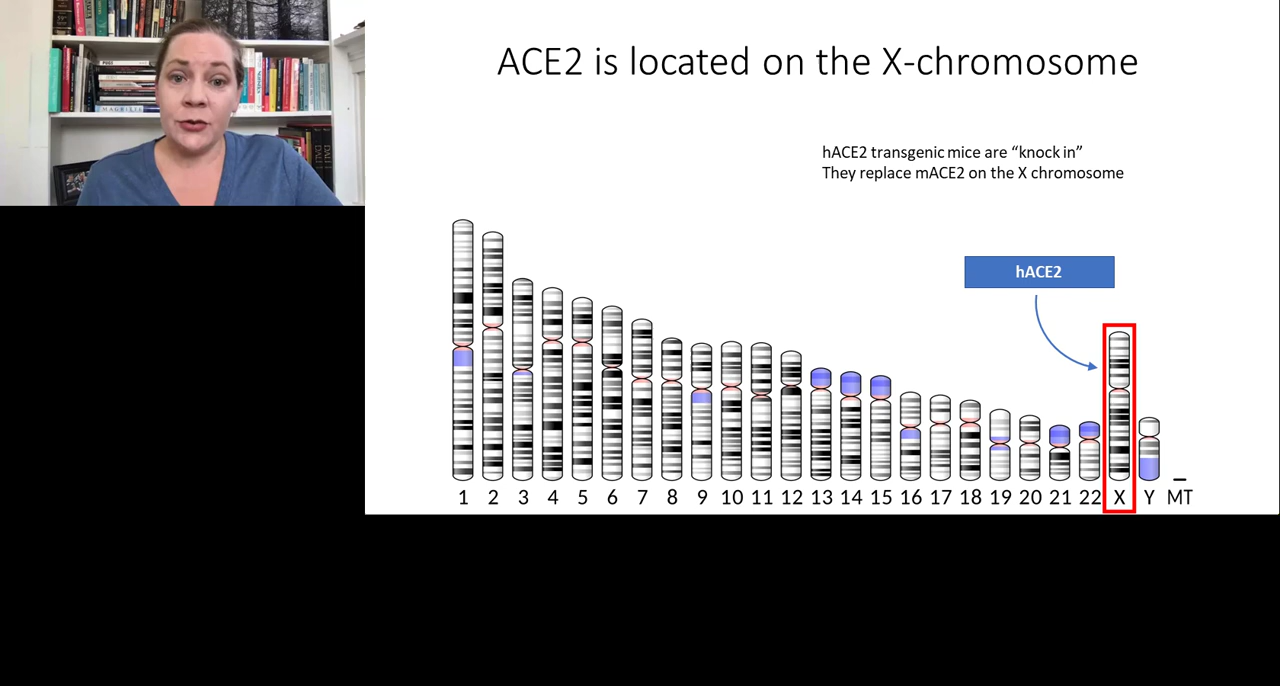 ACE2 is located on the X-chromosome
hACE2 transgenic mice are “knock in”
They replace mACE2 on the X chromosome
hACE2
1 2 3 4 5 6 7 8 9 10 11 12 13 14 15 16 17 18 19 20 21 22 X Y MT